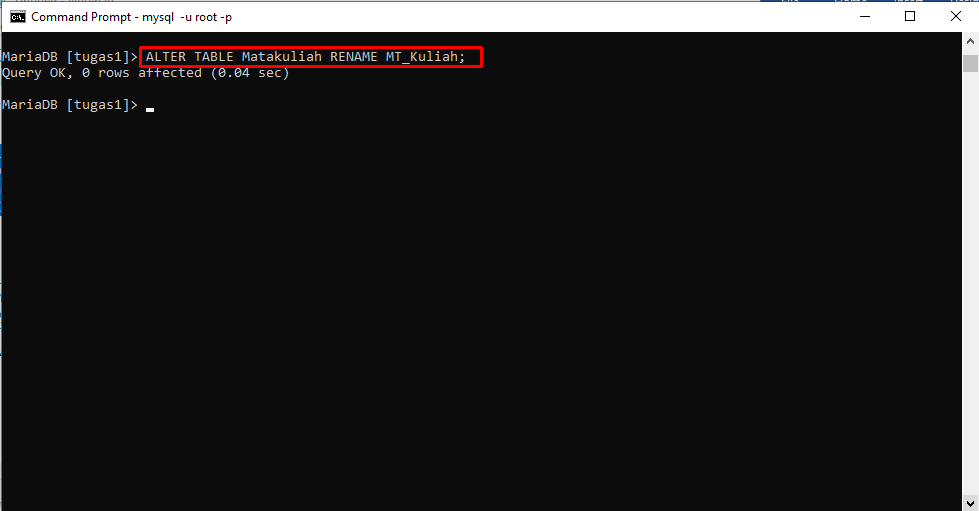 Command Prompt - mysql -u root -p
MariaDB [tugas1]> ALTER TABLE Matakuliah RENAME MT_Kuliah;
Query OK, 0 rows affected (0.04 sec)
MariaDB [tugas1]>